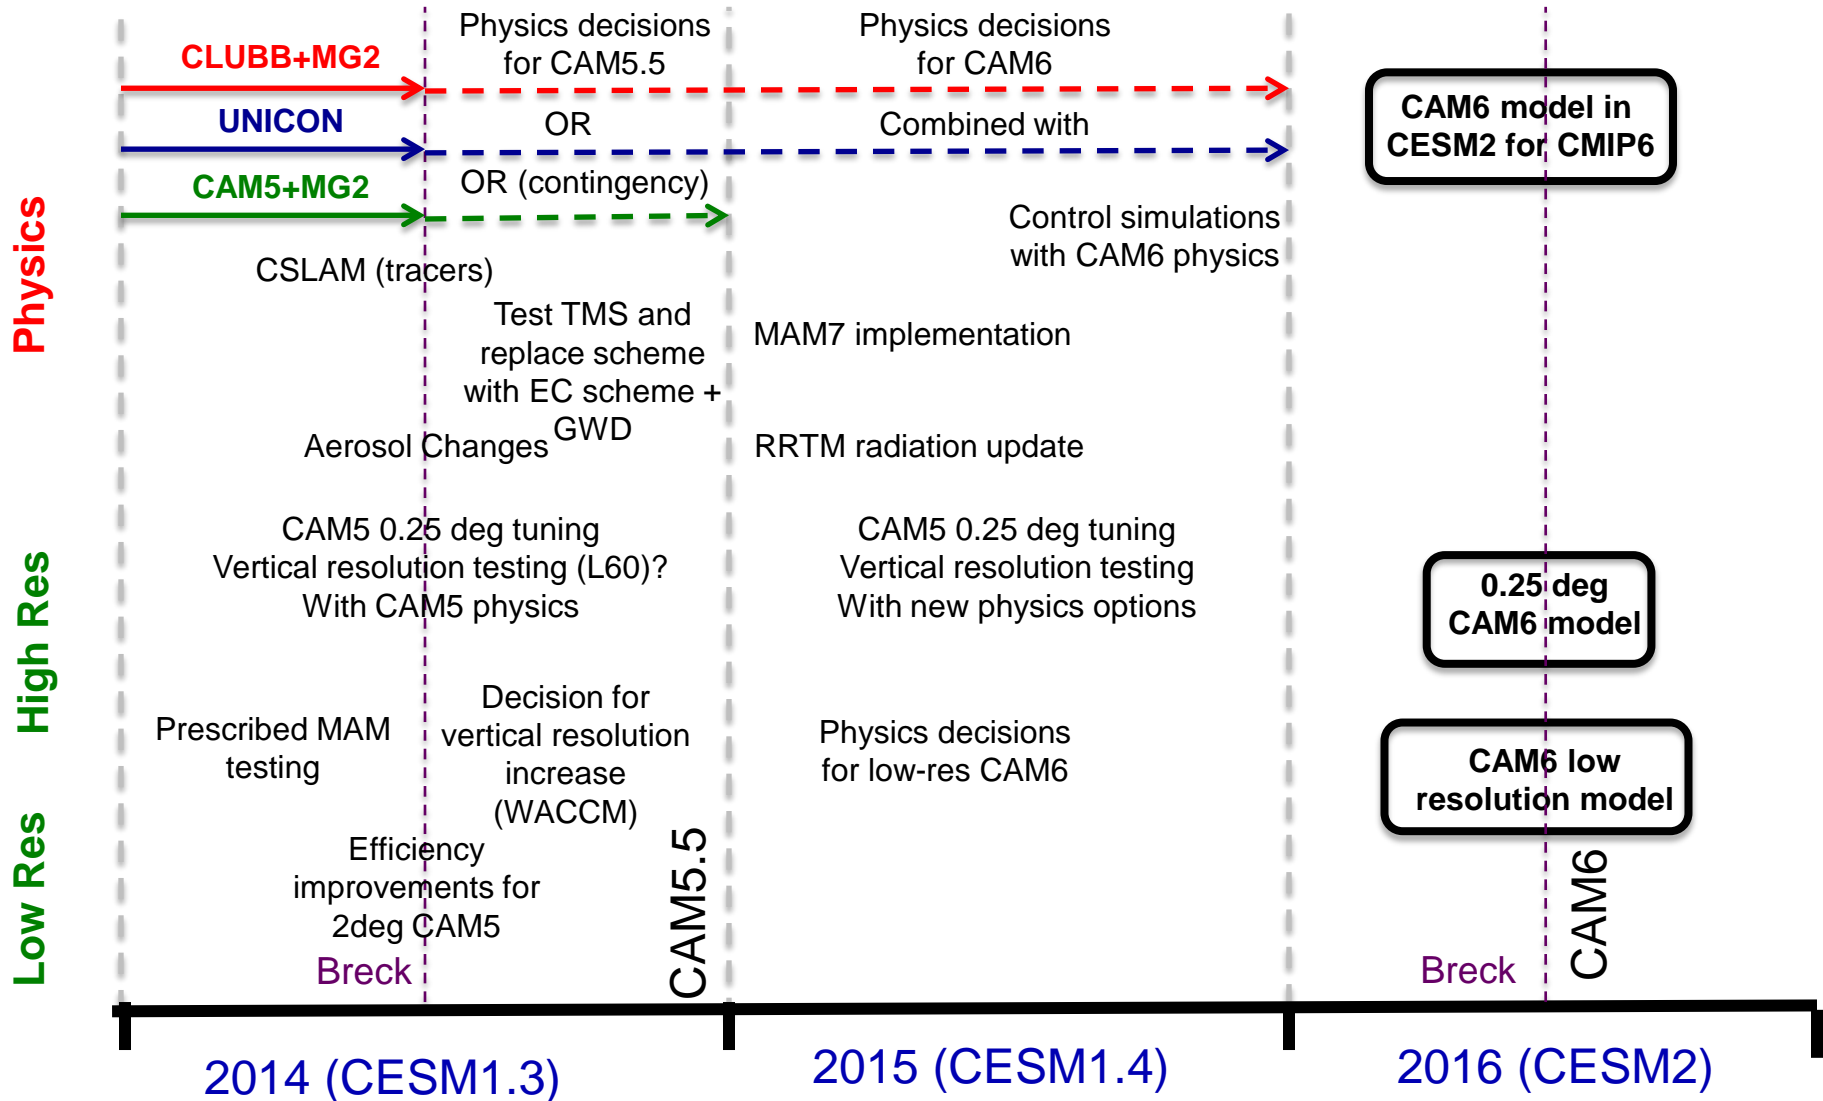 Physics decisions
for CAM5.5
Physics decisions
for CAM6
CLUBB+MG2
UNICON
OR
Combined with
CAM5+MG2
OR (contingency)
CAM6 model in
CESM2 for CMIP6
Physics
Control simulations
with CAM6 physics
CSLAM (tracers)
Test TMS and
replace scheme
with EC scheme +
GWD
MAM7 implementation
Aerosol Changes
RRTM radiation update
High Res
CAM5 0.25 deg tuning
Vertical resolution testing (L60)?
With CAM5 physics
CAM5 0.25 deg tuning
Vertical resolution testing
With new physics options
0.25 deg
CAM6 model
Low Res
Prescribed MAM
testing
Decision for
vertical resolution
increase
(WACCM)
Physics decisions
for low-res CAM6
CAM6 low
resolution model
Efficiency
improvements for
2deg CAM5
CAM5.5
CAM6
Breck
Breck
2014 (CESM1.3)
2015 (CESM1.4)
2016 (CESM2)